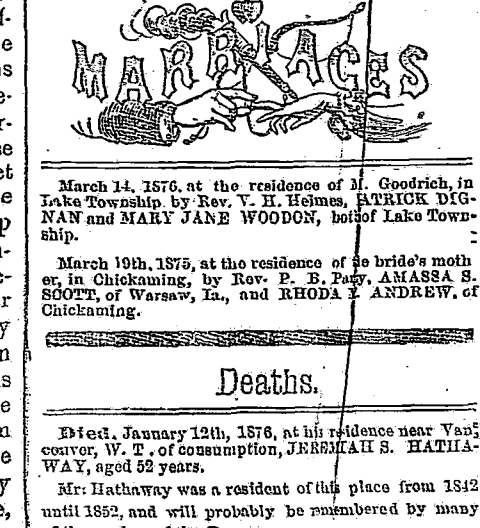 MARRIAGES
March 14, 1876, at the residence of M. Goodrich, in
Lake Township by Rev. V. H. Helmes, ATRICK DIG-
NAN and MARY JANE WOODON, both of Lake Town-
ship.
March 19th, 1875, at the residence of he bride's moth
er, in Chickaming, by Rev. P. B. AMASSA S.
SCOTT, of Warsaw, Ia., and RHODA ANDREW, of
Chickaming.
Deaths.
Died, January 12th, 1876, at his residence near Van-
couver, W. T. of consumption, JEREMIAH S. HATHA-
WAY, aged 52 years.
Mr: Hathaway was a resident of this place from 1842
until 1852, and will probably be remembered by many